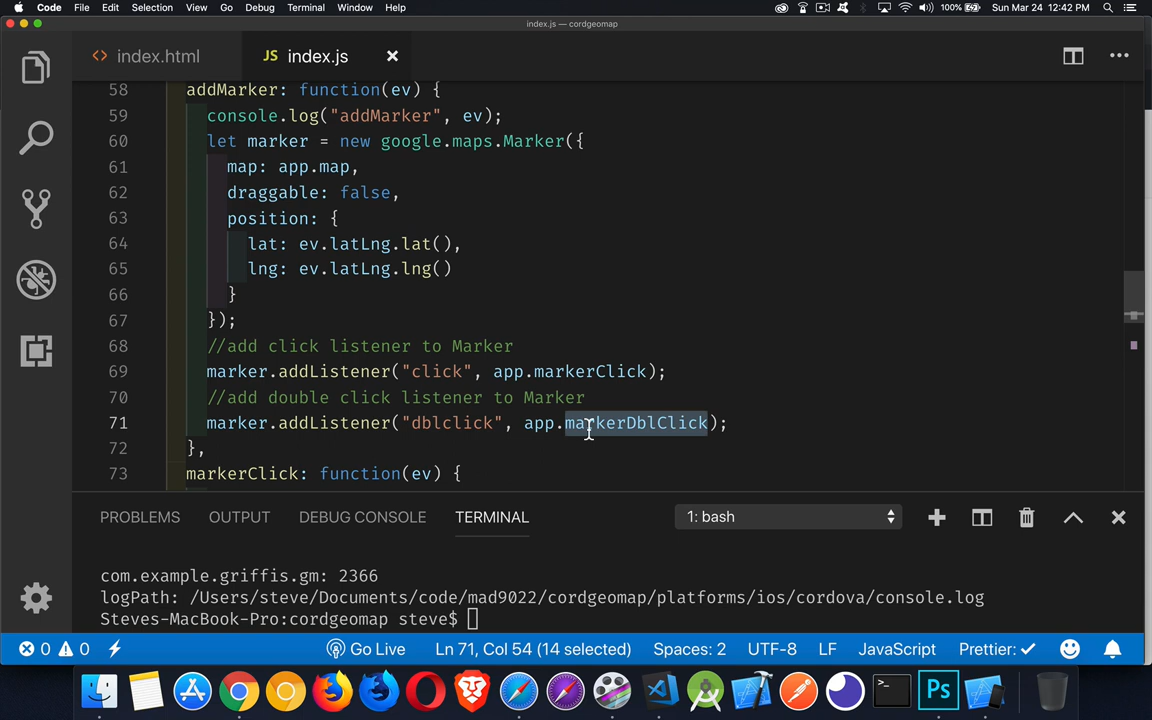 Code File Edit Selection View Go Debug Terminal Window Help 100% Sun Mar 24 12:42 PM
index.js — cordgeomap
<> index.html JS index.js
58 addMarker: function(ev) {
59 console.log("addMarker", ev);
60 let marker = new google.maps.Marker({
61 map: app.map,
62 draggable: false,
63 position: {
64 lat: ev.latLng.lat(),
65 lng: ev.latLng.lng()
66 }
67 });
68 //add click listener to Marker
69 marker.addListener("click", app.markerClick);
70 //add double click listener to Marker
71 marker.addListener("dblclick", app.markerDblClick);
72 },
73 markerClick: function(ev) {
PROBLEMS OUTPUT DEBUG CONSOLE TERMINAL 1: bash
com.example.griffis.gm: 2366
logPath: /Users/steve/Documents/code/mad9022/cordgeomap/platforms/ios/cordova/console.log
Steves-MacBook-Pro:cordgeomap steve$
0 0 Go Live Ln 71, Col 54 (14 selected) Spaces: 2 UTF-8 LF JavaScript Prettier: ✓
>_ Ps